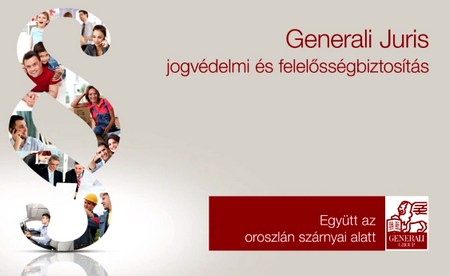 Generali Juris
jogvédelmi és felelősségbiztosítás
Együtt az
oroszlán szárnyai alatt
GENERALI
GROUP